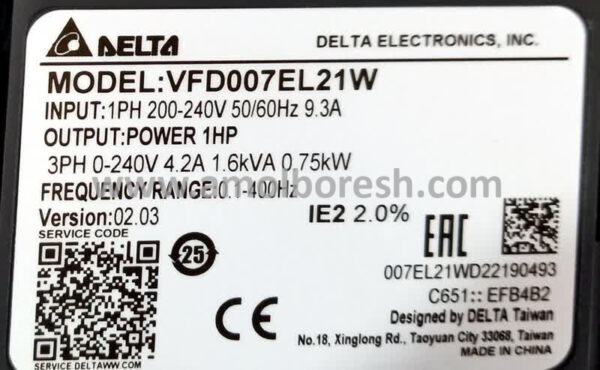 DELTA
DELTA ELECTRONICS, INC.
MODEL:VFD007EL21W
INPUT:1PH 200-240V 50/60Hz 9.3A
OUTPUT:POWER 1HP
3PH 0-240V 4.2A 1.6kVA 0.75kW
www.amolboresh.com
FREQUENCY RANGE:0.1-400Hz
Version:02.03
IE2 2.0%
SERVICE CODE
25
EAC
007EL21WD22190493
C651:: EFB4B2
CE
Designed by DELTA Taiwan
No.18, Xinglong Rd., Taoyuan City 33068, Taiwan
MADE IN CHINA
DATA.DELTAWW.COM